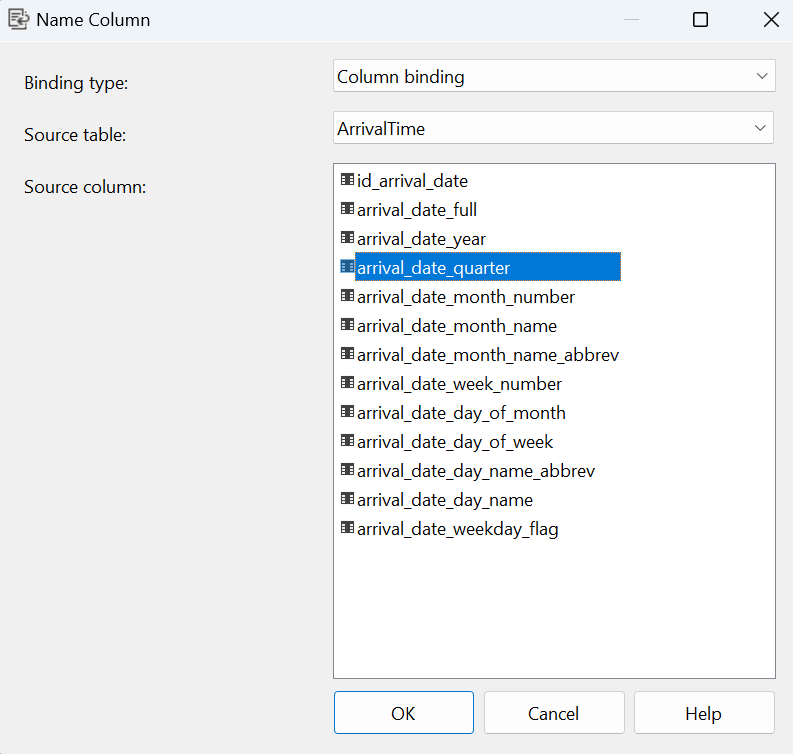 Name Column
Binding type:
Column binding
Source table:
ArrivalTime
Source column:
id_arrival_date
arrival_date_full
arrival_date_year
arrival_date_quarter
arrival_date_month_number
arrival_date_month_name
arrival_date_month_name_abbrev
arrival_date_week_number
arrival_date_day_of_month
arrival_date_day_of_week
arrival_date_day_name_abbrev
arrival_date_day_name
arrival_date_weekday_flag
OK
Cancel
Help